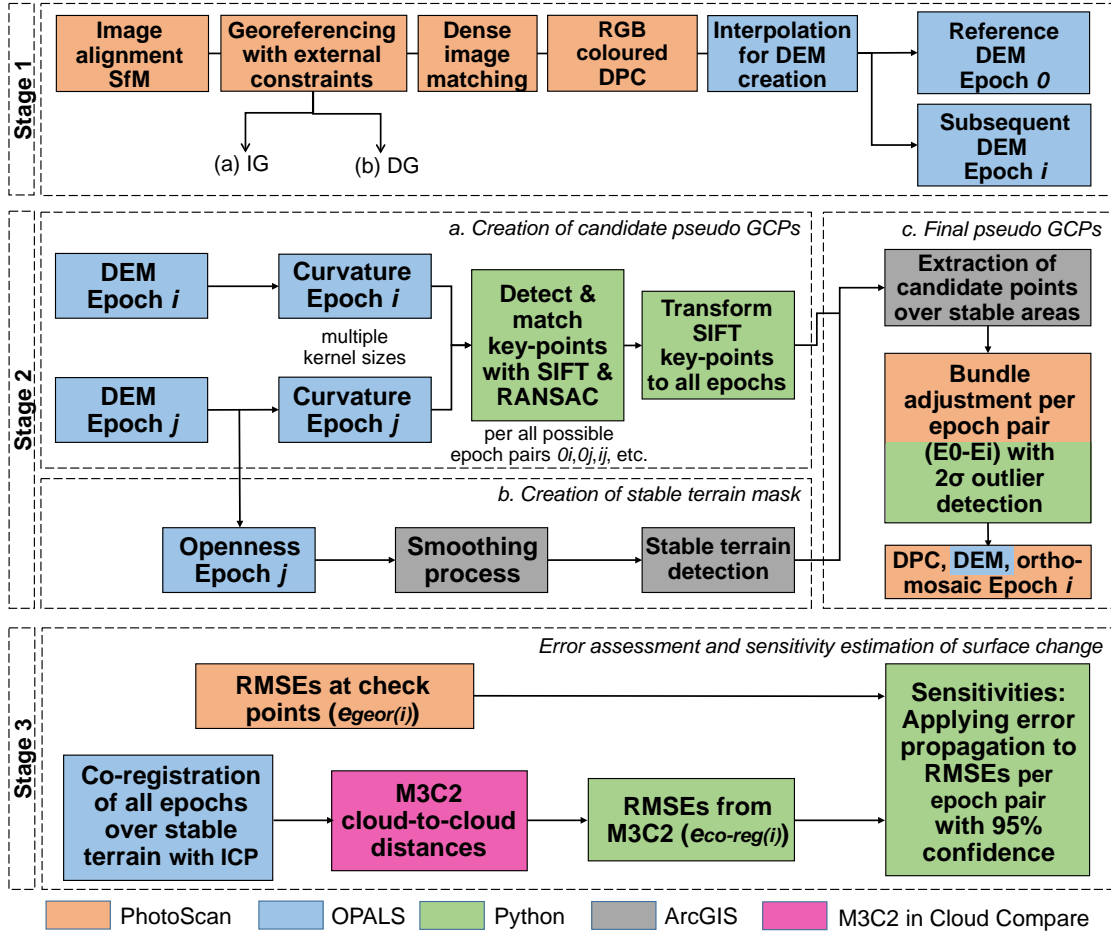 Stage 1
Image
alignment
SfM
Georeferencing
with external
constraints
Dense
image
matching
RGB
coloured
DPC
Interpolation
for DEM
creation
Reference
DEM
Epoch 0
Subsequent
DEM
Epoch i
(a) IG
(b) DG
Stage 2
a. Creation of candidate pseudo GCPs
DEM
Epoch i
Curvature
Epoch i
multiple
kernel sizes
DEM
Epoch j
Curvature
Epoch j
Detect &
match
key-points
with SIFT &
RANSAC
per all possible
epoch pairs 0i,0j,ij, etc.
Transform
SIFT
key-points
to all epochs
b. Creation of stable terrain mask
Openness
Epoch j
Smoothing
process
Stable terrain
detection
c. Final pseudo GCPs
Extraction of
candidate points
over stable areas
Bundle
adjustment per
epoch pair
(E0-Ei) with
2σ outlier
detection
DPC, DEM, ortho-
mosaic Epoch i
Stage 3
Error assessment and sensitivity estimation of surface change
RMSEs at check
points (egeor(i))
Co-registration
of all epochs
over stable
terrain with ICP
M3C2
cloud-to-cloud
distances
RMSEs from
M3C2 (eco-reg(i))
Sensitivities:
Applying error
propagation to
RMSEs per
epoch pair
with 95%
confidence
PhotoScan
OPALS
Python
ArcGIS
M3C2 in Cloud Compare